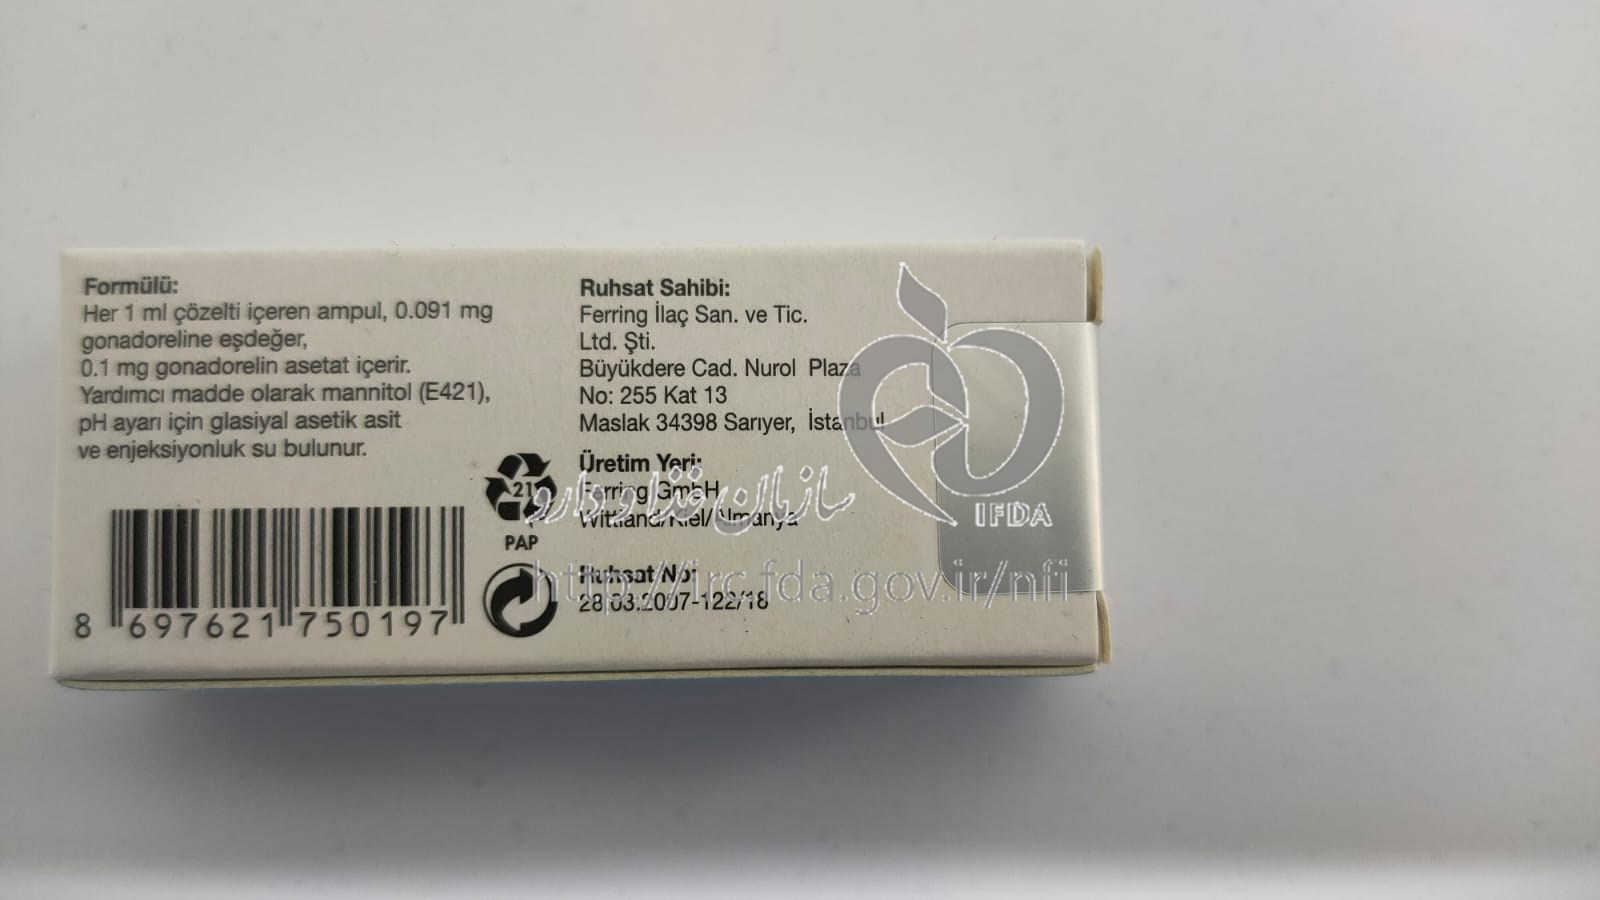 Formülü:
Her 1 ml çözelti içeren ampul, 0.091 mg
gonadoreline eşdeğer,
0.1 mg gonadorelin asetat içerir.
Yardımcı madde olarak mannitol (E421),
pH ayarı için glasiyal asetik asit
ve enjeksiyonluk su bulunur.
8 697621 750197
21
PAP
Ruhsat Sahibi:
Ferring İlaç San. ve Tic.
Ltd. Şti.
Büyükdere Cad. Nurol Plaza
No: 255 Kat 13
Maslak 34398 Sarıyer, İstanbul
Üretim Yeri:
Ferring GmbH
Wittland/Kiel/Almanya
Ruhsat No:
28.03.2007-122/18
IFDA
سازمان غذا و دارو
http://irc.fda.gov.ir/nfi